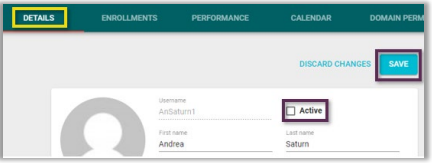 DETAILS ENROLLMENTS PERFORMANCE CALENDAR DOMAIN PERM
DISCARD CHANGES SAVE
Username
AnSaturn1 Active
First name Last name
Andrea Saturn